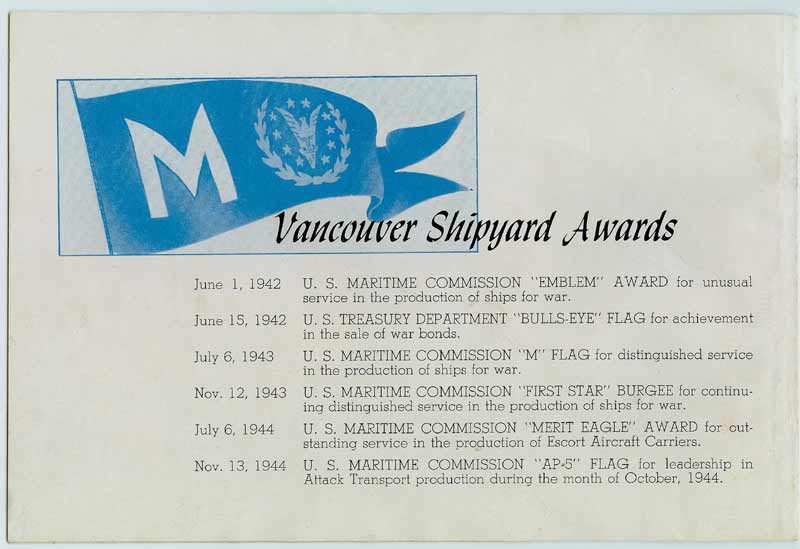 M
Vancouver Shipyard Awards
June 1, 1942 U. S. MARITIME COMMISSION "EMBLEM" AWARD for unusual
service in the production of ships for war.
June 15, 1942 U. S. TREASURY DEPARTMENT "BULLS-EYE" FLAG for achievement
in the sale of war bonds.
July 6, 1943 U. S. MARITIME COMMISSION "M" FLAG for distinguished service
in the production of ships for war.
Nov. 12, 1943 U. S. MARITIME COMMISSION "FIRST STAR" BURGEE for continu-
ing distinguished service in the production of ships for war.
July 6, 1944 U. S. MARITIME COMMISSION "MERIT EAGLE" AWARD for out-
standing service in the production of Escort Aircraft Carriers.
Nov. 13, 1944 U. S. MARITIME COMMISSION "AP-5" FLAG for leadership in
Attack Transport production during the month of October, 1944.